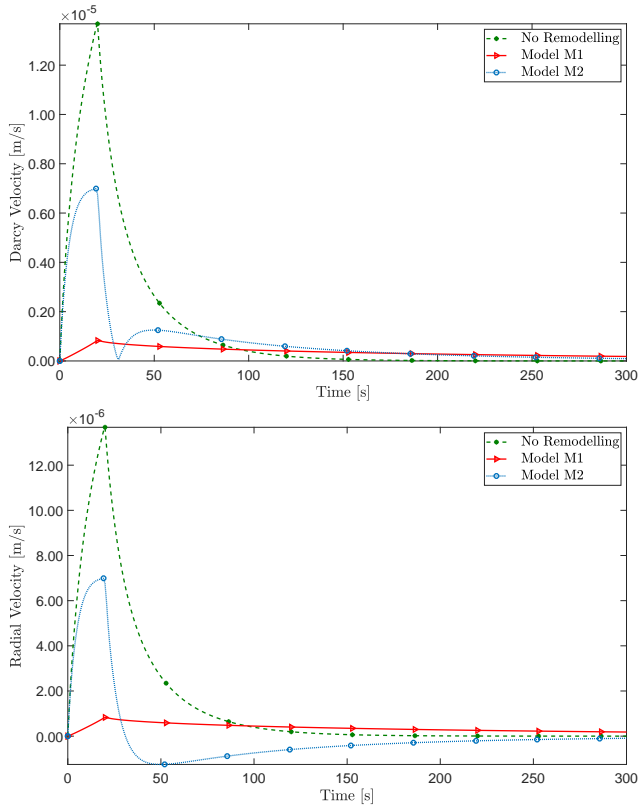 ×10⁻⁵
No Remodelling
Model M1
Model M2
1.20
1.00
0.80
0.60
0.40
0.20
0.00
Darcy Velocity [m/s]
0 50 100 150 200 250 300
Time [s]
×10⁻⁶
No Remodelling
Model M1
Model M2
12.00
10.00
8.00
6.00
4.00
2.00
0.00
Radial Velocity [m/s]
0 50 100 150 200 250 300
Time [s]